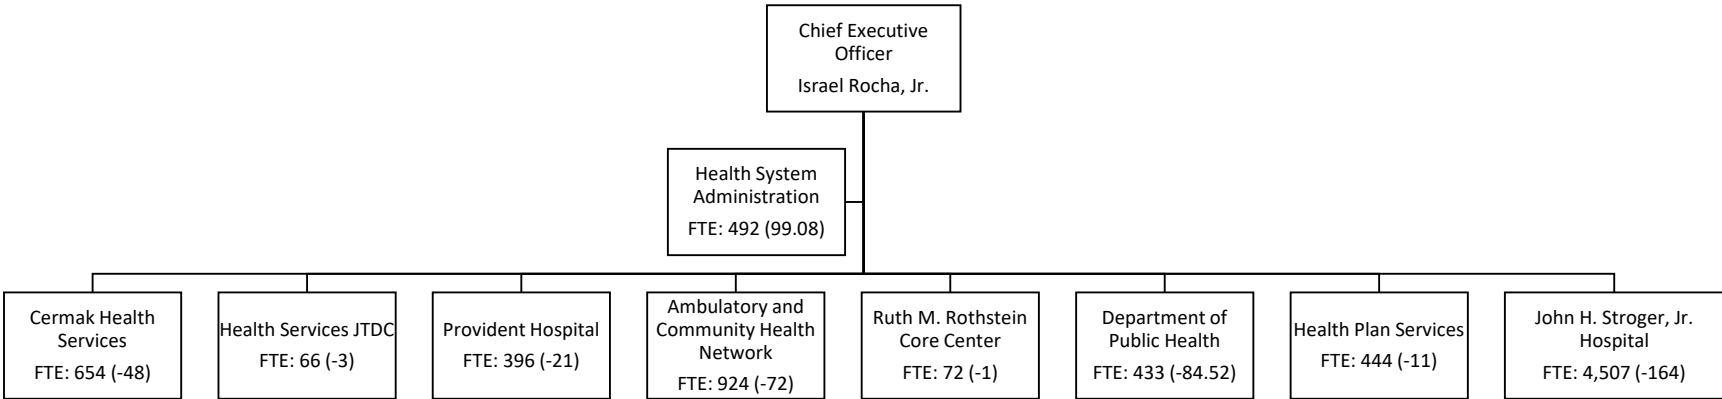 Chief Executive
Officer
Israel Rocha, Jr.
Health System
Administration
FTE: 492 (99.08)
Cermak Health
Services
FTE: 654 (-48)
Health Services JTDC
FTE: 66 (-3)
Provident Hospital
FTE: 396 (-21)
Ambulatory and
Community Health
Network
FTE: 924 (-72)
Ruth M. Rothstein
Core Center
FTE: 72 (-1)
Department of
Public Health
FTE: 433 (-84.52)
Health Plan Services
FTE: 444 (-11)
John H. Stroger, Jr.
Hospital
FTE: 4,507 (-164)